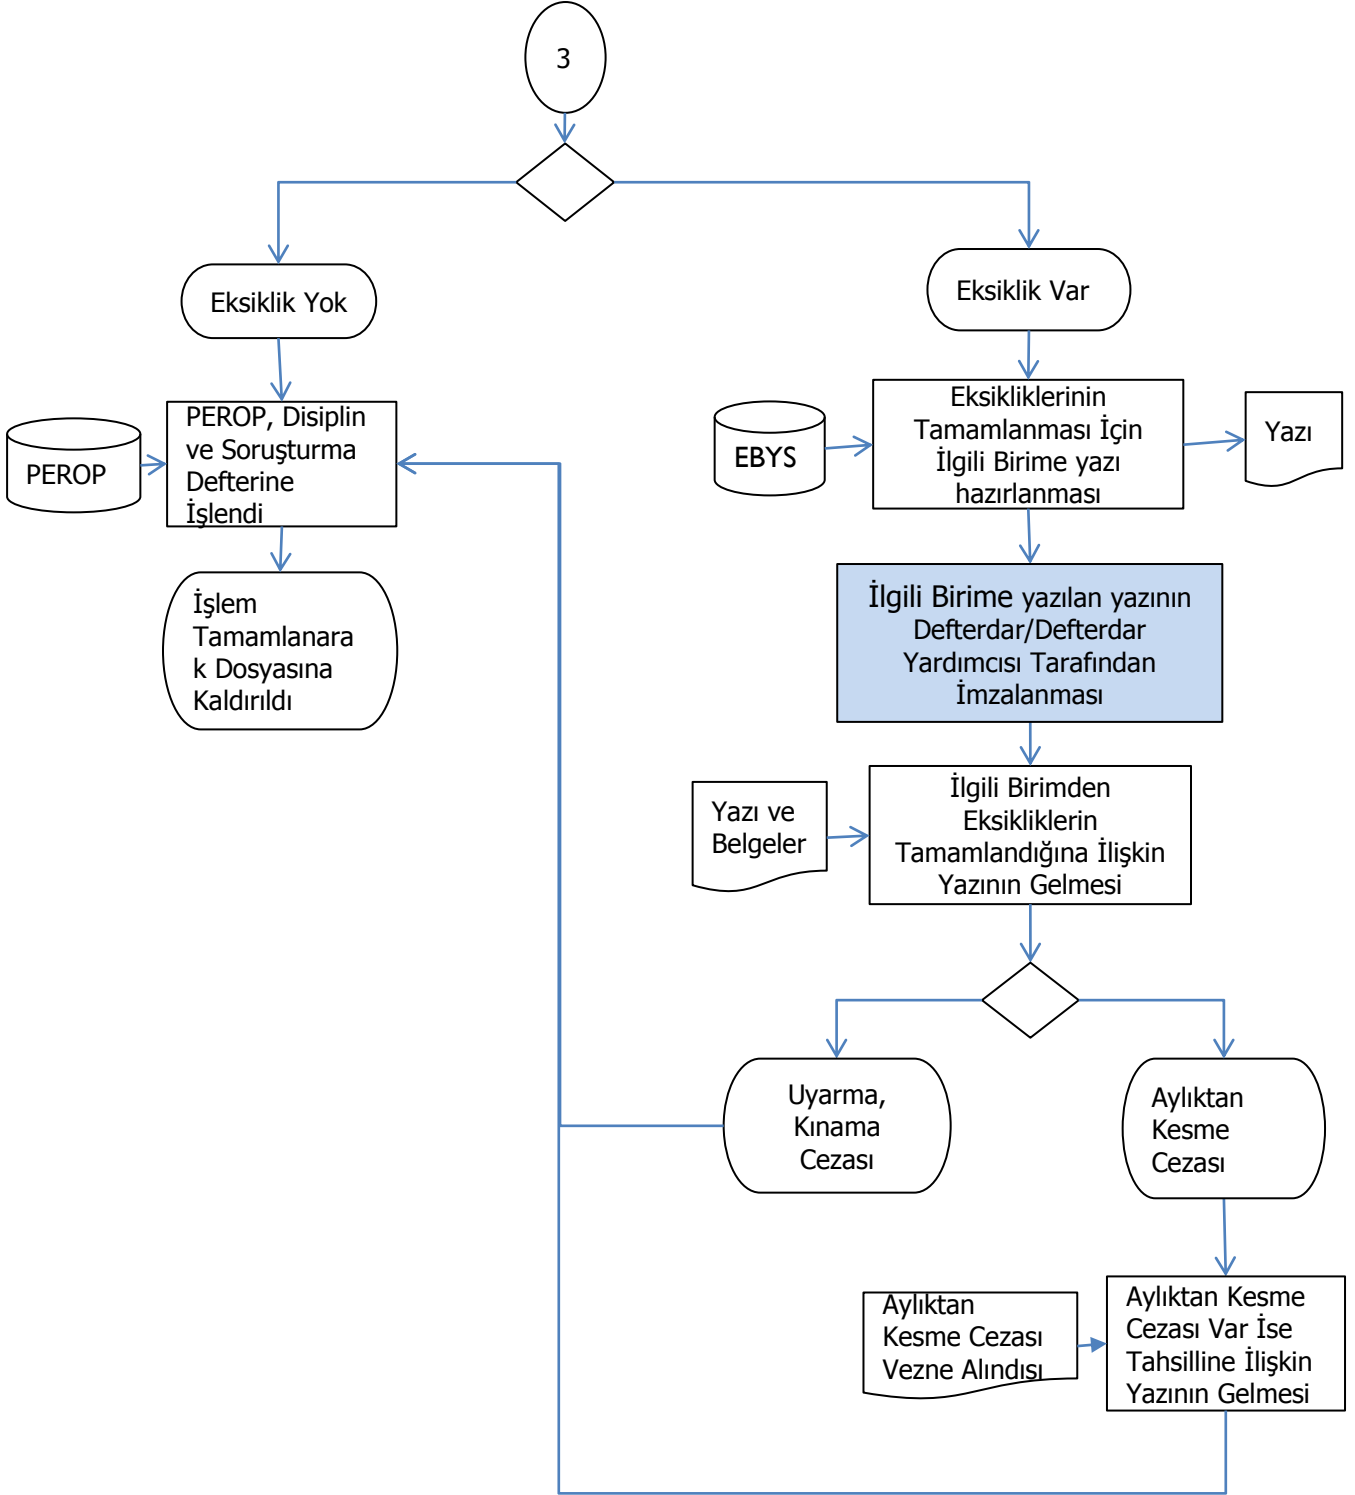 3
Eksiklik Yok
Eksiklik Var
PEROP
PEROP, Disiplin
ve Soruşturma
Defterine
İşlendi
EBYS
Eksikliklerinin
Tamamlanması İçin
İlgili Birime yazı
hazırlanması
Yazı
İşlem
Tamamlanara
k Dosyasına
Kaldırıldı
İlgili Birime yazılan yazının
Defterdar/Defterdar
Yardımcısı Tarafından
İmzalanması
Yazı ve
Belgeler
İlgili Birimden
Eksikliklerin
Tamamlandığına İlişkin
Yazının Gelmesi
Uyarma,
Kınama
Cezası
Aylıktan
Kesme
Cezası
Aylıktan
Kesme Cezası
Vezne Alındısı
Aylıktan Kesme
Cezası Var İse
Tahsilline İlişkin
Yazının Gelmesi